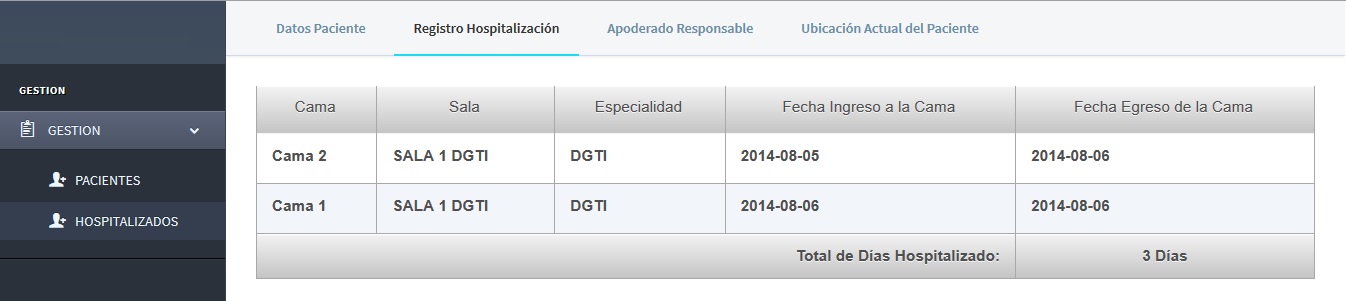 Datos Paciente Registro Hospitalización Apoderado Responsable Ubicación Actual del Paciente
GESTION
GESTION
PACIENTES
HOSPITALIZADOS
Cama Sala Especialidad Fecha Ingreso a la Cama Fecha Egreso de la Cama
Cama 2 SALA 1 DGTI DGTI 2014-08-05 2014-08-06
Cama 1 SALA 1 DGTI DGTI 2014-08-06 2014-08-06
Total de Días Hospitalizado: 3 Días